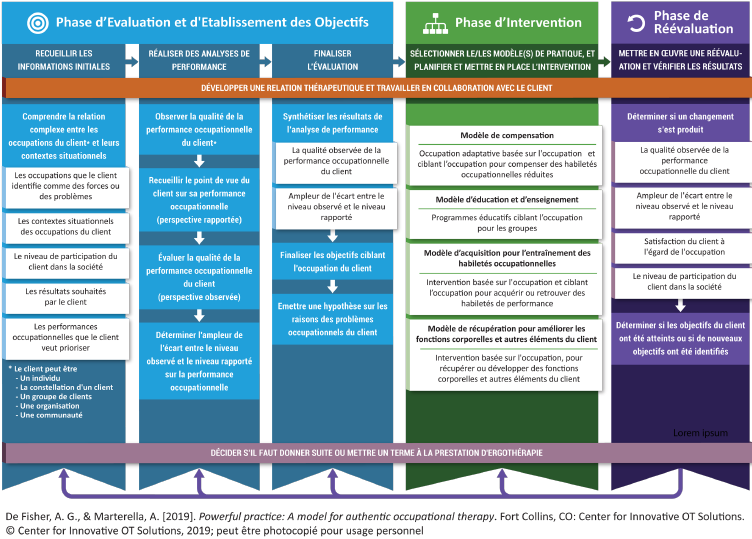 Phase d'Evaluation et d'Etablissement des Objectifs
Phase d'Intervention
Phase de
Réévaluation
RECUEILLIR LES
INFORMATIONS INITIALES
RÉALISER DES ANALYSES DE
PERFORMANCE
FINALISER
L'ÉVALUATION
SÉLECTIONNER LE/LES MODÈLE(S) DE PRATIQUE, ET
PLANIFIER ET METTRE EN PLACE L'INTERVENTION
METTRE EN ŒUVRE UNE RÉÉVALU-
ATION ET VÉRIFIER LES RÉSULTATS
DÉVELOPPER UNE RELATION THÉRAPEUTIQUE ET TRAVAILLER EN COLLABORATION AVEC LE CLIENT
Comprendre la relation
complexe entre les
occupations du client* et leurs
contextes situationnels
Les occupations que le client
identifie comme des forces ou
des problèmes
Les contextes situationnels
des occupations du client
Le niveau de participation du
client dans la société
Les résultats souhaités
par le client
Les performances
occupationnelles que le client
veut prioriser
* Le client peut être
- Un individu
- La constellation d'un client
- Un groupe de clients
- Une organisation
- Une communauté
Observer la qualité de la
performance occupationnelle
du client*
Recueillir le point de vue du
client sur sa performance
occupationnelle
(perspective rapportée)
Évaluer la qualité de la
performance occupationnelle
du client
(perspective observée)
Déterminer l'ampleur de
l'écart entre le niveau
observé et le niveau rapporté
sur la performance
occupationnelle
Synthétiser les résultats de
l'analyse de performance
La qualité observée de la
performance occupationnelle
du client
Ampleur de l'écart entre le
niveau observé et le niveau
rapporté
Finaliser les objectifs ciblant
l'occupation du client
Emettre une hypothèse sur les
raisons des problèmes
occupationnels du client
Modèle de compensation
Occupation adaptative basée sur l'occupation et
ciblant l'occupation pour compenser des habiletés
occupationnelles réduites
Modèle d'éducation et d'enseignement
Programmes éducatifs ciblant l'occupation
pour les groupes
Modèle d'acquisition pour l'entraînement des
habiletés occupationnelles
Intervention basée sur l'occupation et ciblant
l'occupation pour acquérir ou retrouver des
habiletés de performance
Modèle de récupération pour améliorer les
fonctions corporelles et autres éléments du client
Intervention basée sur l'occupation, pour
récupérer ou développer des fonctions
corporelles et autres éléments du client
Déterminer si un changement
s'est produit
La qualité observée de la
performance
occupationnelle du client
Ampleur de l'écart entre le
niveau observé et le niveau
rapporté
Satisfaction du client à
l'égard de l'occupation
Le niveau de participation du
client dans la société
Déterminer si les objectifs du client
ont été atteints ou si de nouveaux
objectifs ont été identifiés
Lorem ipsum
DÉCIDER S'IL FAUT DONNER SUITE OU METTRE UN TERME À LA PRESTATION D'ERGOTHÉRAPIE
De Fisher, A. G., & Marterella, A. [2019]. Powerful practice: A model for authentic occupational therapy. Fort Collins, CO: Center for Innovative OT Solutions.
© Center for Innovative OT Solutions, 2019; peut être photocopié pour usage personnel